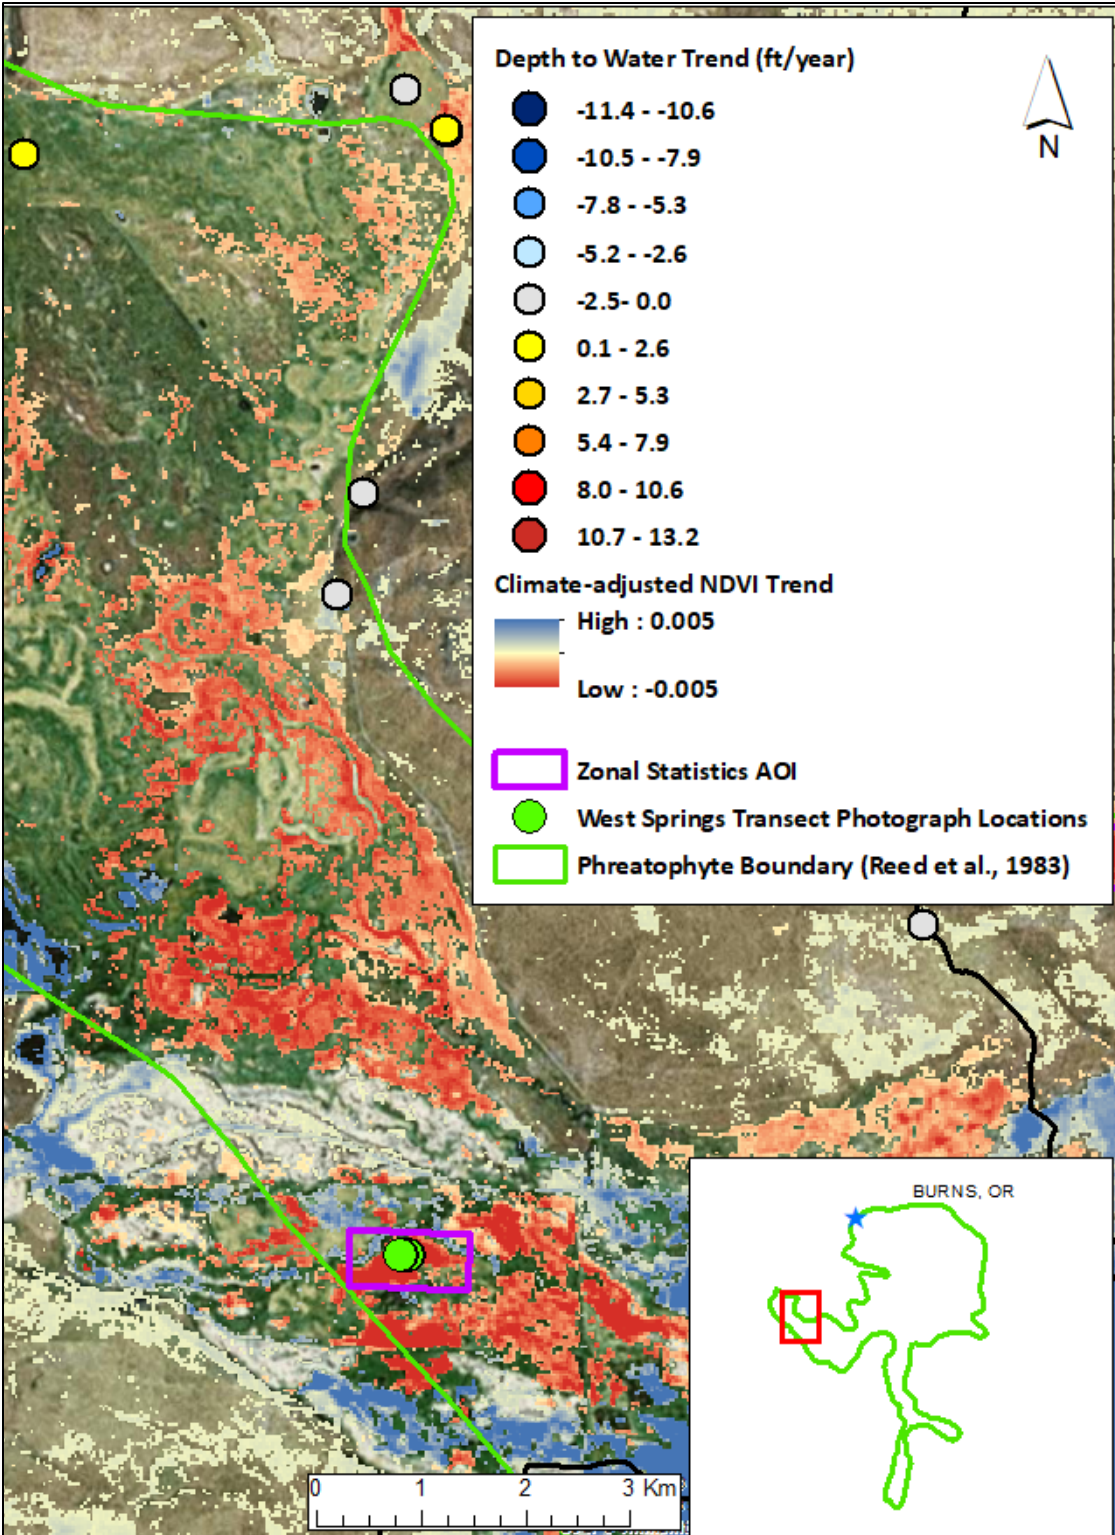 Depth to Water Trend (ft/year)
-11.4 - -10.6
-10.5 - -7.9
-7.8 - -5.3
-5.2 - -2.6
-2.5- 0.0
0.1 - 2.6
2.7 - 5.3
5.4 - 7.9
8.0 - 10.6
10.7 - 13.2
N
Climate-adjusted NDVI Trend
High : 0.005
Low : -0.005
Zonal Statistics AOI
West Springs Transect Photograph Locations
Phreatophyte Boundary (Reed et al., 1983)
BURNS, OR
0 1 2 3 Km